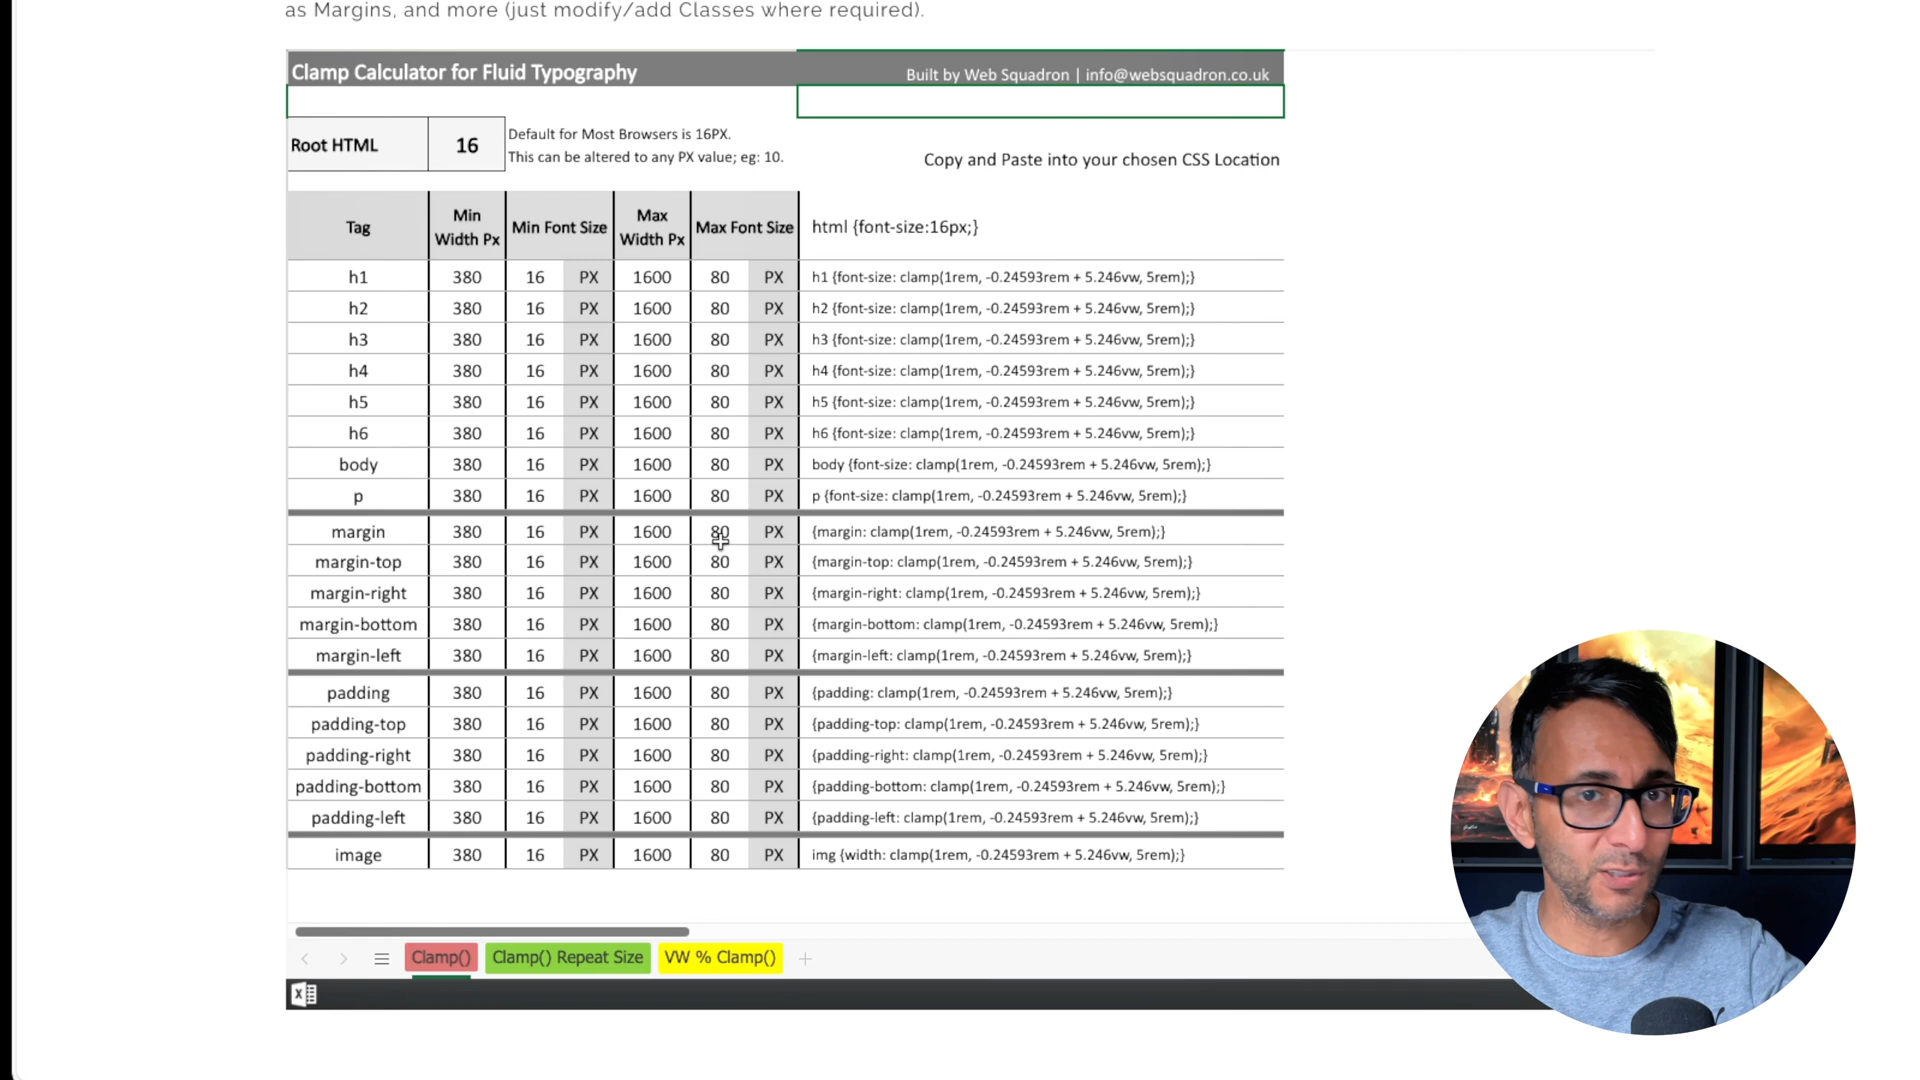 as Margins, and more (just modify/add Classes where required).
Clamp Calculator for Fluid Typography Built by Web Squadron | info@websquadron.co.uk
Root HTML 16 Default for Most Browsers is 16PX.
This can be altered to any PX value; eg: 10.
Copy and Paste into your chosen CSS Location
Tag Min Width Px Min Font Size Max Width Px Max Font Size html {font-size:16px;}
h1 380 16 PX 1600 80 PX h1 {font-size: clamp(1rem, -0.24593rem + 5.246vw, 5rem);}
h2 380 16 PX 1600 80 PX h2 {font-size: clamp(1rem, -0.24593rem + 5.246vw, 5rem);}
h3 380 16 PX 1600 80 PX h3 {font-size: clamp(1rem, -0.24593rem + 5.246vw, 5rem);}
h4 380 16 PX 1600 80 PX h4 {font-size: clamp(1rem, -0.24593rem + 5.246vw, 5rem);}
h5 380 16 PX 1600 80 PX h5 {font-size: clamp(1rem, -0.24593rem + 5.246vw, 5rem);}
h6 380 16 PX 1600 80 PX h6 {font-size: clamp(1rem, -0.24593rem + 5.246vw, 5rem);}
body 380 16 PX 1600 80 PX body {font-size: clamp(1rem, -0.24593rem + 5.246vw, 5rem);}
p 380 16 PX 1600 80 PX p {font-size: clamp(1rem, -0.24593rem + 5.246vw, 5rem);}
margin 380 16 PX 1600 80 PX {margin: clamp(1rem, -0.24593rem + 5.246vw, 5rem);}
margin-top 380 16 PX 1600 80 PX {margin-top: clamp(1rem, -0.24593rem + 5.246vw, 5rem);}
margin-right 380 16 PX 1600 80 PX {margin-right: clamp(1rem, -0.24593rem + 5.246vw, 5rem);}
margin-bottom 380 16 PX 1600 80 PX {margin-bottom: clamp(1rem, -0.24593rem + 5.246vw, 5rem);}
margin-left 380 16 PX 1600 80 PX {margin-left: clamp(1rem, -0.24593rem + 5.246vw, 5rem);}
padding 380 16 PX 1600 80 PX {padding: clamp(1rem, -0.24593rem + 5.246vw, 5rem);}
padding-top 380 16 PX 1600 80 PX {padding-top: clamp(1rem, -0.24593rem + 5.246vw, 5rem);}
padding-right 380 16 PX 1600 80 PX {padding-right: clamp(1rem, -0.24593rem + 5.246vw, 5rem);}
padding-bottom 380 16 PX 1600 80 PX {padding-bottom: clamp(1rem, -0.24593rem + 5.246vw, 5rem);}
padding-left 380 16 PX 1600 80 PX {padding-left: clamp(1rem, -0.24593rem + 5.246vw, 5rem);}
image 380 16 PX 1600 80 PX img {width: clamp(1rem, -0.24593rem + 5.246vw, 5rem);}
Clamp() Clamp() Repeat Size VW % Clamp()